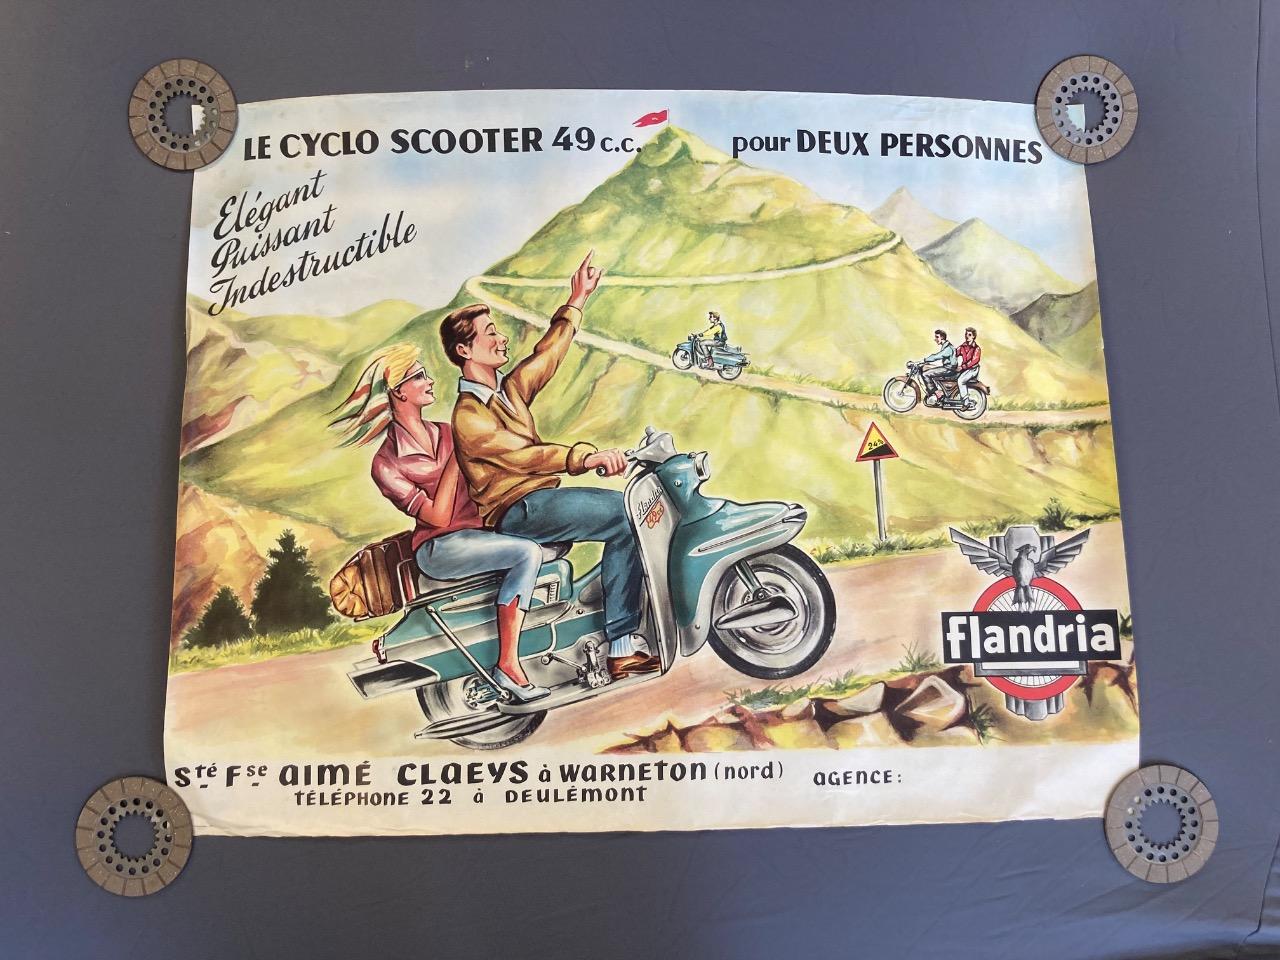 LE CYCLO SCOOTER 49 c.c. pour DEUX PERSONNES
Elégant
Puissant
Indestructible
24%
Flandria
flandria
Sté Fse AIMÉ CLAEYS à WARNETON (nord) AGENCE:
TÉLÉPHONE 22 à DEULÉMONT